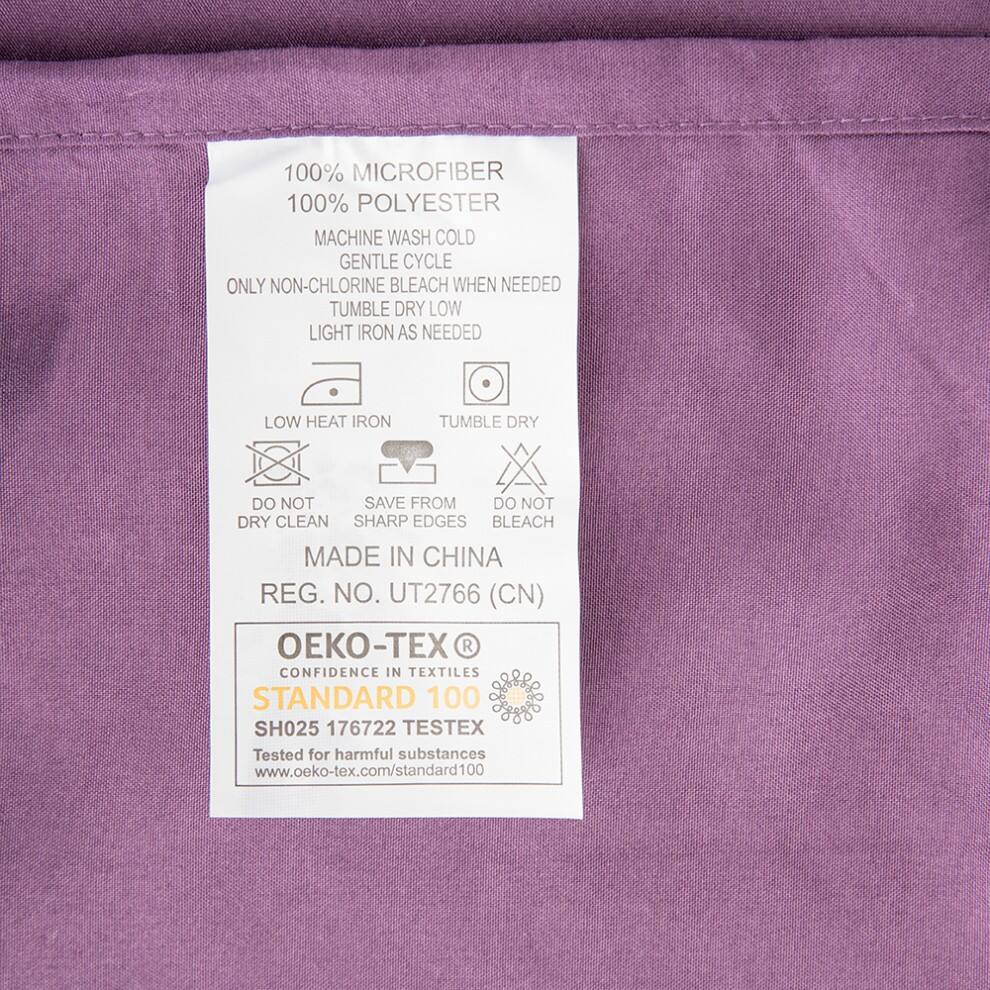 100% MICROFIBER
100% POLYESTER
MACHINE WASH COLD
GENTLE CYCLE
ONLY NON-CHLORINE BLEACH WHEN NEEDED
TUMBLE DRY LOW
LIGHT IRON AS NEEDED
LOW HEAT IRON
TUMBLE DRY
DO NOT
DRY CLEAN
SAVE FROM
SHARP EDGES
DO NOT
BLEACH
MADE IN CHINA
REG. NO. UT2766 (CN)
OEKO-TEX®
CONFIDENCE IN TEXTILES
STANDARD 100
SH025 176722 TESTEX
Tested for harmful substances
www.oeko-tex.com/standard100